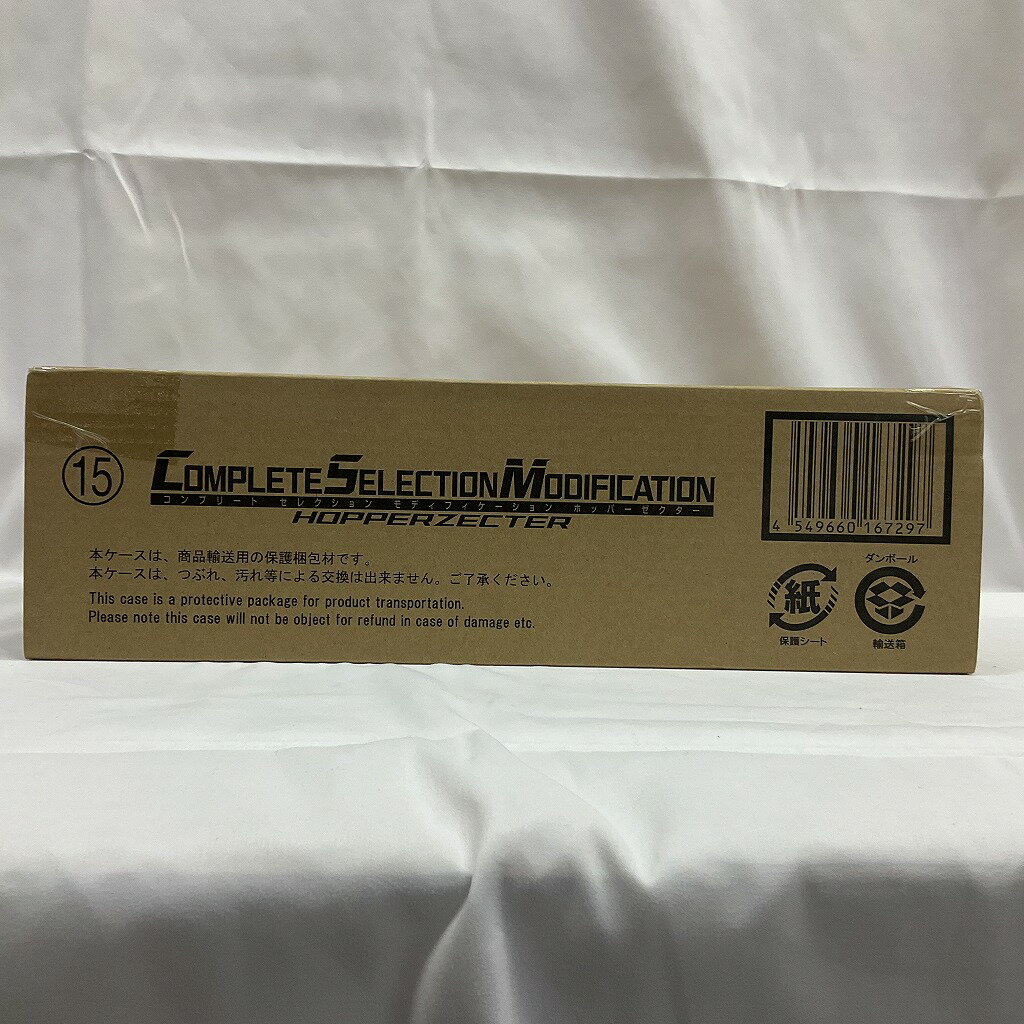 15
COMPLETE SELECTION MODIFICATION
コンプリート セレクション モディフィケーション ホッパーゼクター
HOPPERZECTER
本ケースは、商品輸送用の保護梱包材です。
本ケースは、つぶれ、汚れ等による交換は出来ません。ご了承ください。
This case is a protective package for product transportation.
Please note this case will not be object for refund in case of damage etc.
4 549660 167297
紙
保護シート
ダンボール
輸送箱